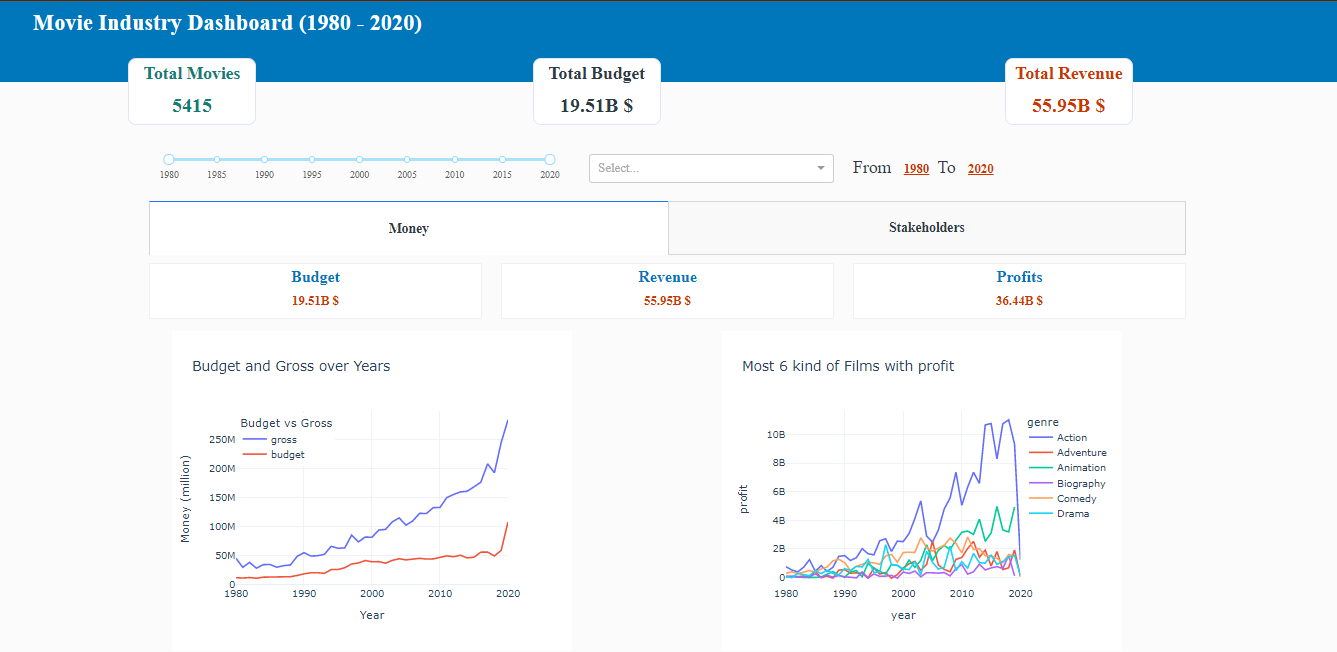 Movie Industry Dashboard (1980 - 2020)
Total Movies
5415
Total Budget
19.51B $
Total Revenue
55.95B $
1980 1985 1990 1995 2000 2005 2010 2015 2020
Select...
From 1980 To 2020
Money
Stakeholders
Budget
19.51B $
Revenue
55.95B $
Profits
36.44B $
Budget and Gross over Years
Budget vs Gross
gross
budget
250M
200M
150M
100M
50M
0
Money (million)
1980 1990 2000 2010 2020
Year
Most 6 kind of Films with profit
10B
8B
6B
4B
2B
0
profit
1980 1990 2000 2010 2020
year
genre
Action
Adventure
Animation
Biography
Comedy
Drama